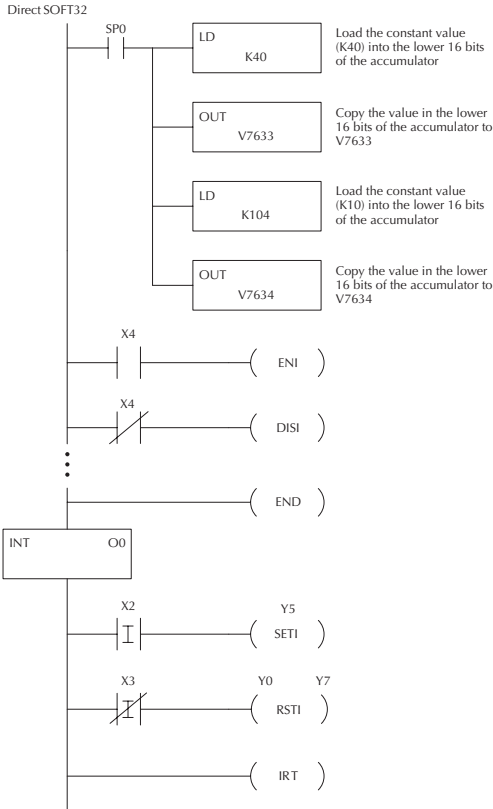 Direct SOFT32
SP0
LD
K40
Load the constant value
(K40) into the lower 16 bits
of the accumulator
OUT
V7633
Copy the value in the lower
16 bits of the accumulator to
V7633
LD
K104
Load the constant value
(K10) into the lower 16 bits
of the accumulator
OUT
V7634
Copy the value in the lower
16 bits of the accumulator to
V7634
X4
ENI
X4
DISI
END
INT O0
X2 Y5
I SETI
X3 Y0 Y7
I RSTI
IRT